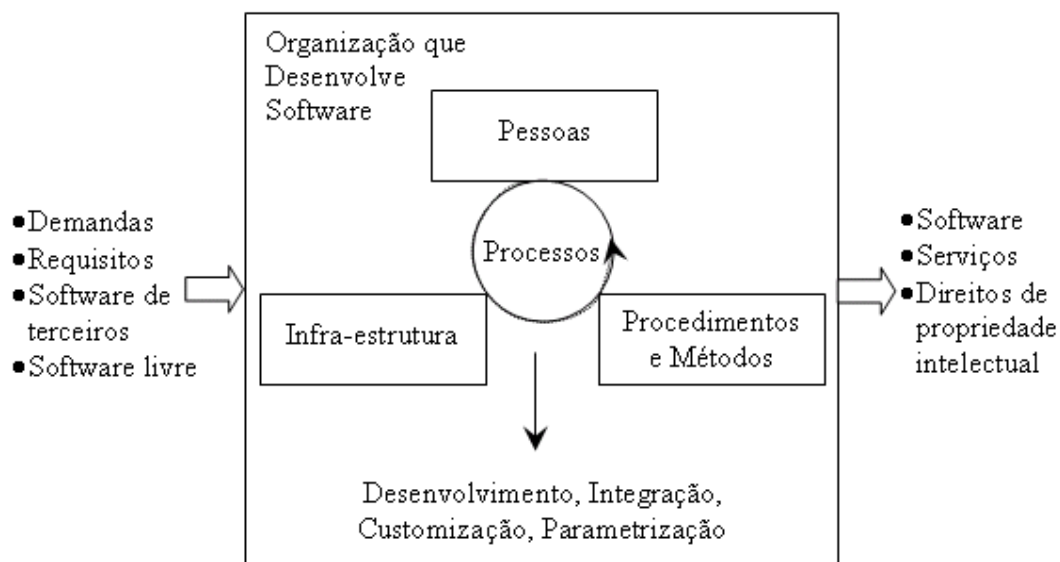 Organização que
Desenvolve
Software
Pessoas
●Demandas
●Requisitos
●Software de
terceiros
●Software livre
Processos
Infra-estrutura
Procedimentos
e Métodos
Desenvolvimento, Integração,
Customização, Parametrização
●Software
●Serviços
●Direitos de
propriedade
intelectual